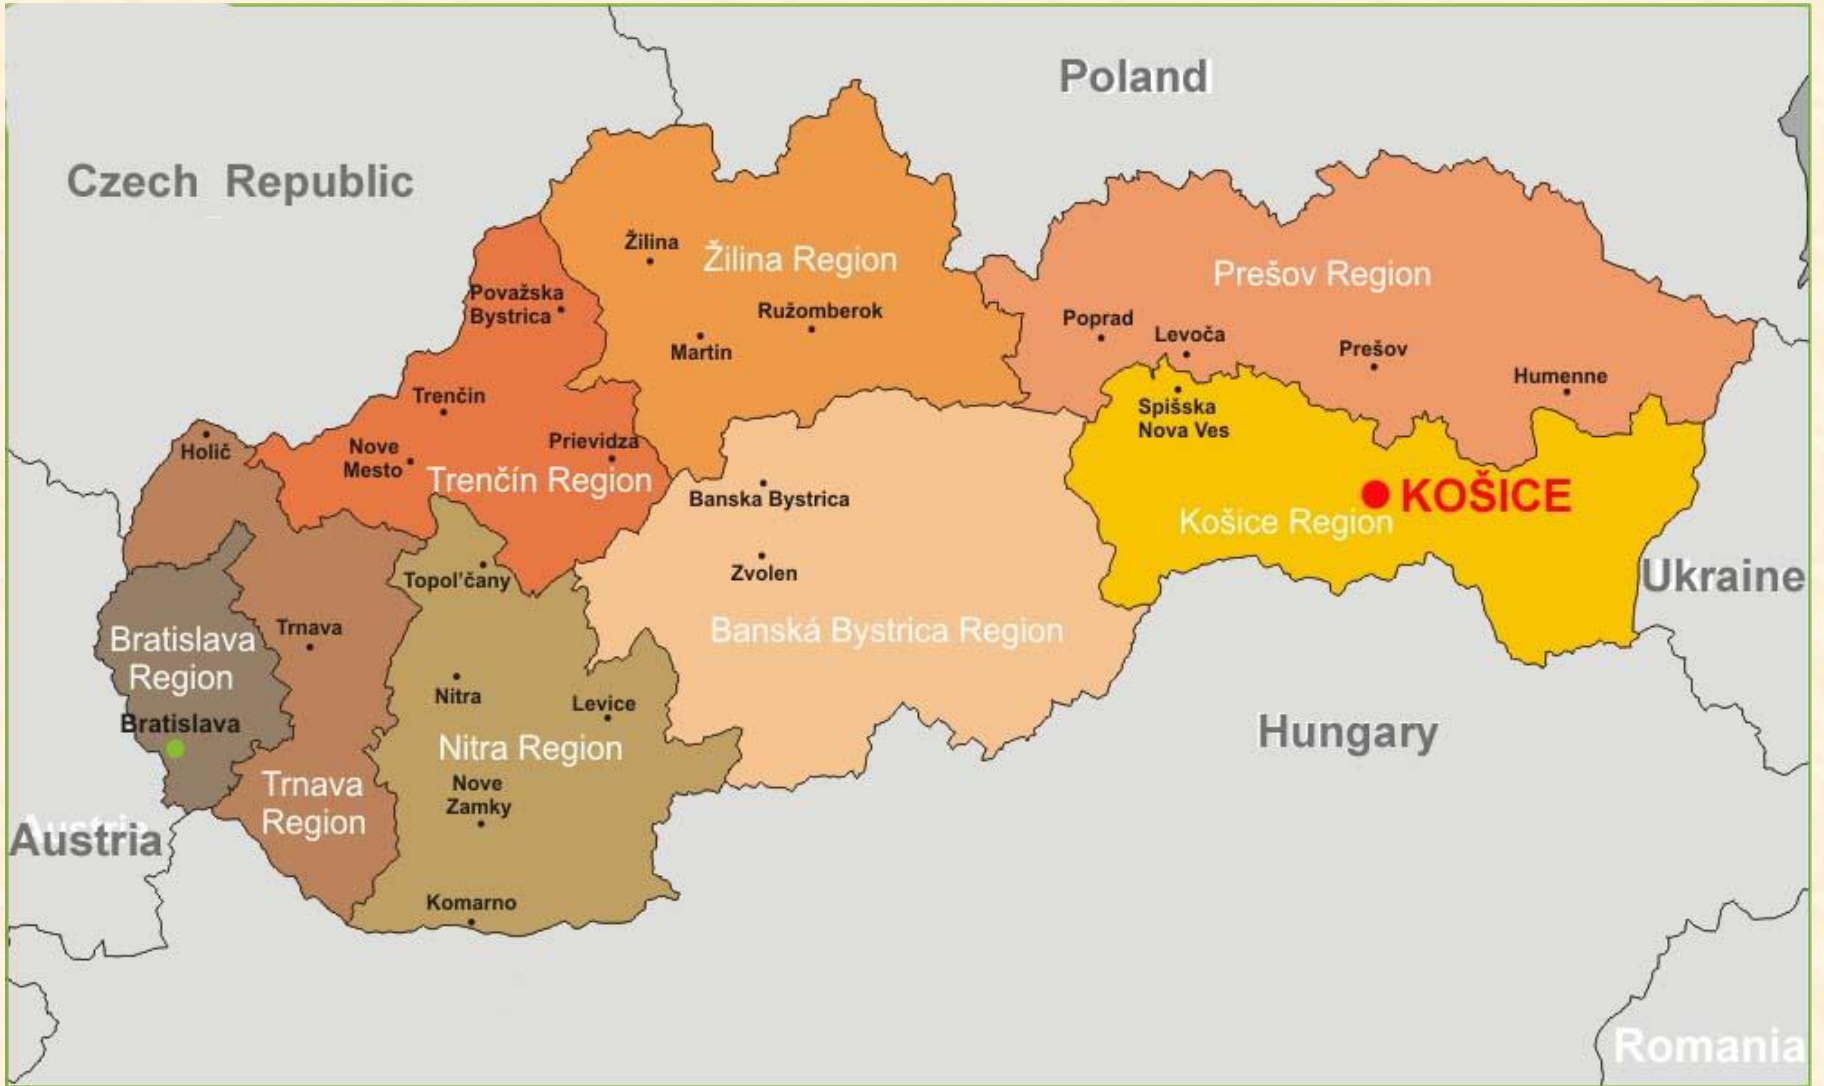 Poland
Czech Republic
Žilina
Žilina Region
Prešov Region
Považska
Bystrica
Ružomberok
Martin
Poprad
Levoča
Prešov
Humenne
Trenčin
Spišska
Nova Ves
Holič
Nove
Mesto
Prievidza
Trenčín Region
Banska Bystrica
KOŠICE
Košice Region
Topol'čany
Zvolen
Ukraine
Bratislava
Region
Trnava
Banská Bystrica Region
Nitra
Levice
Bratislava
Nitra Region
Hungary
Trnava
Region
Nove
Zamky
Austria
Austria
Komarno
Romania